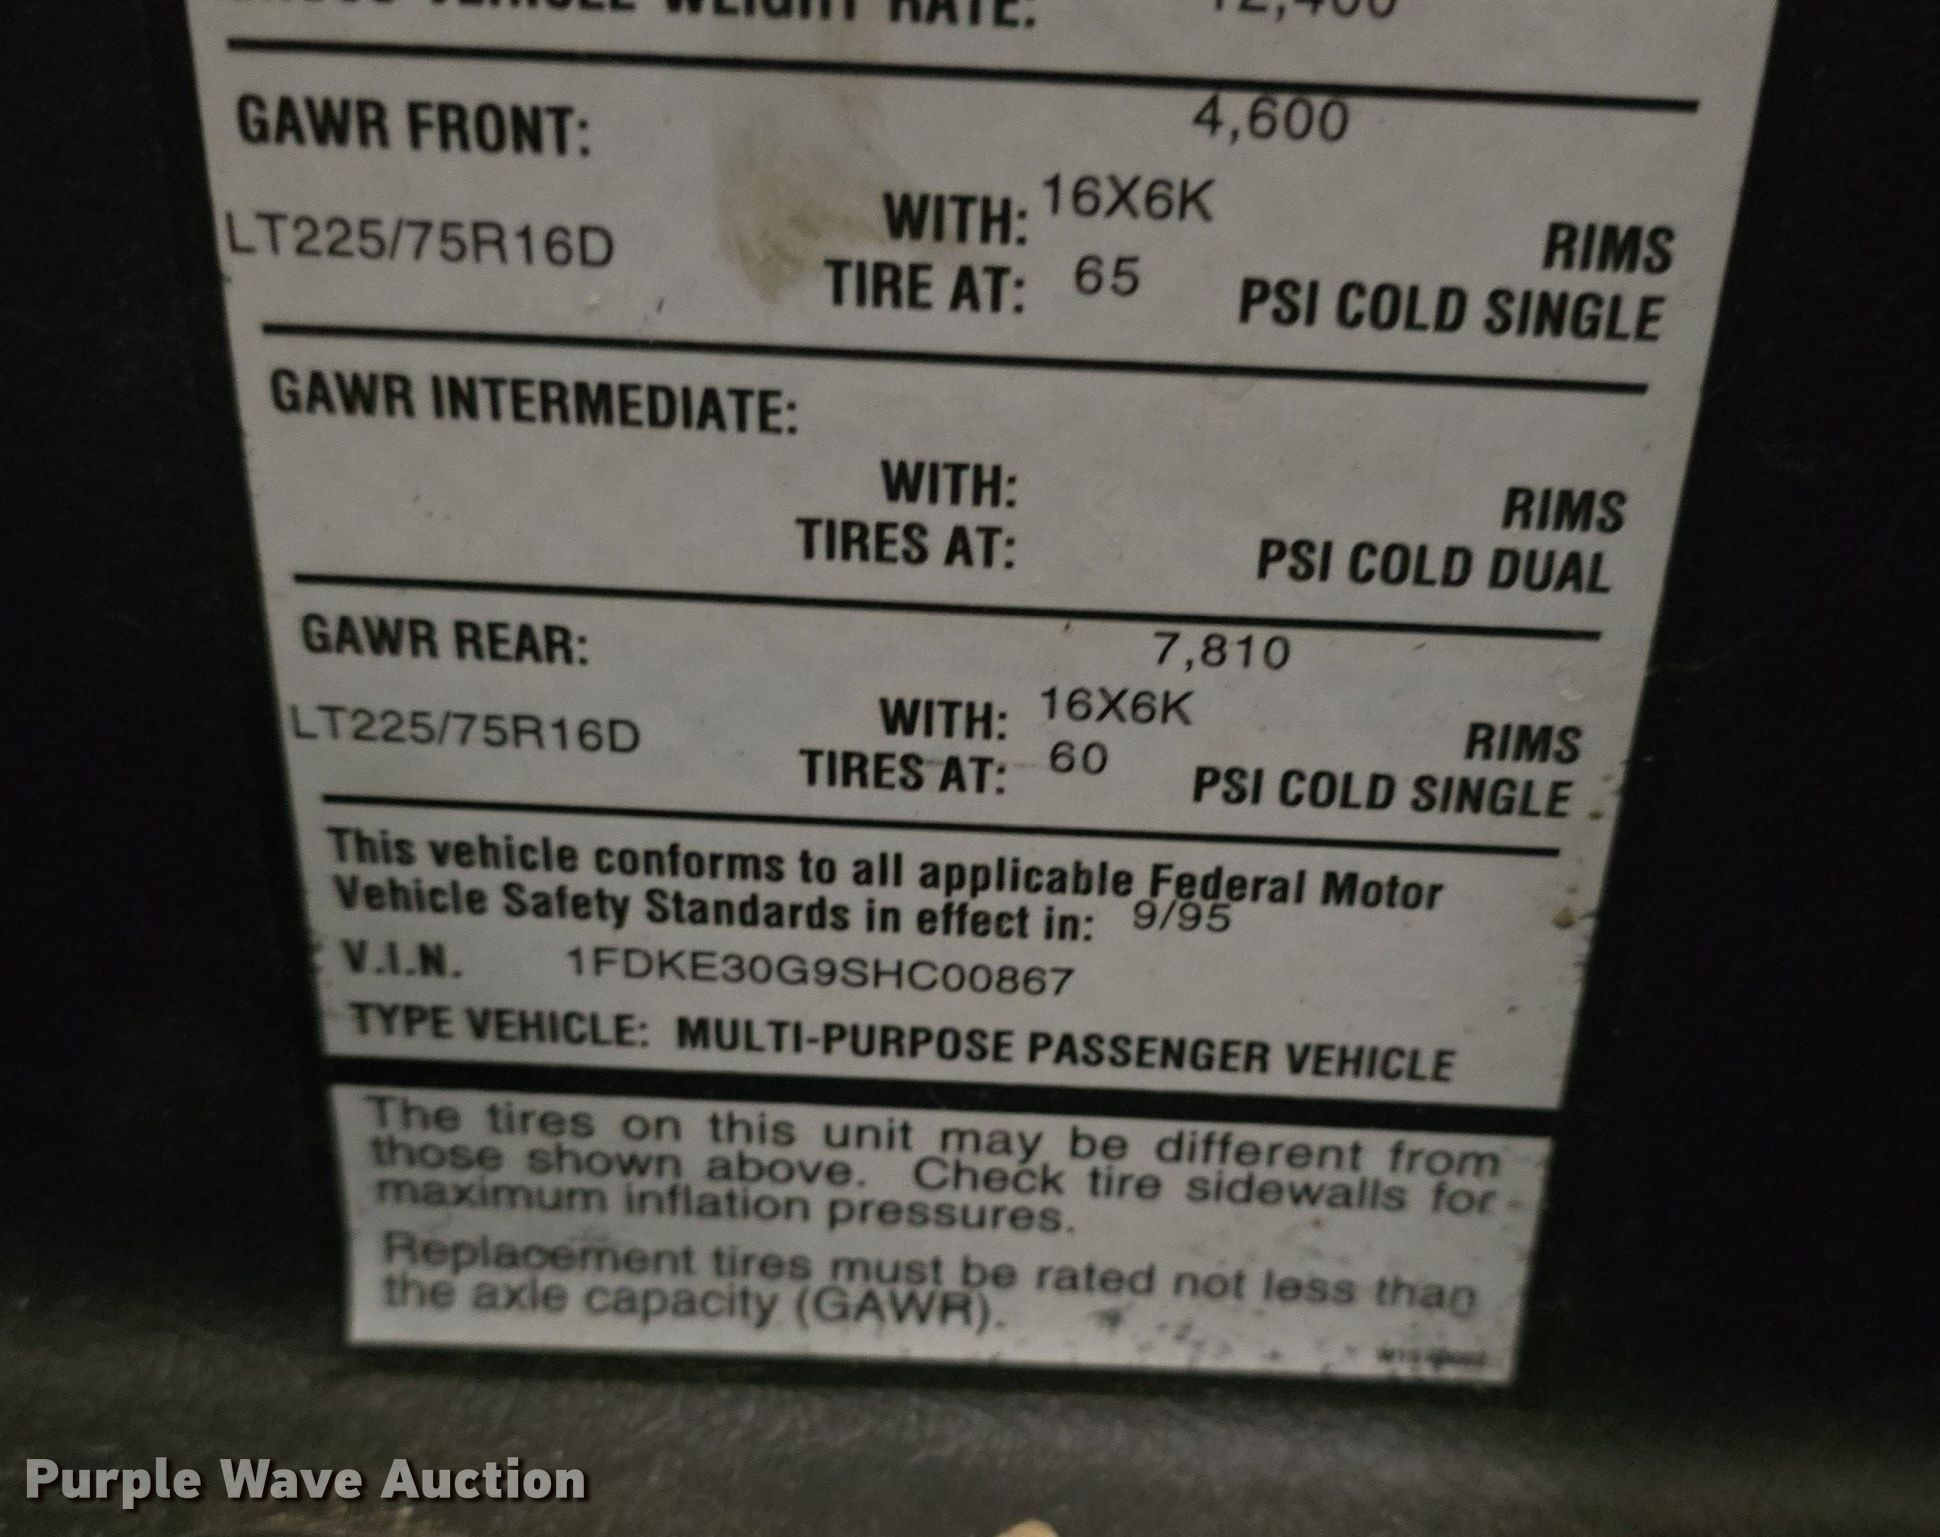 VEHICLE WEIGHT RATE: 12,400
GAWR FRONT: 4,600
WITH: 16X6K RIMS
LT225/75R16D TIRE AT: 65 PSI COLD SINGLE
GAWR INTERMEDIATE:
WITH: RIMS
TIRES AT: PSI COLD DUAL
GAWR REAR: 7,810
WITH: 16X6K RIMS
LT225/75R16D TIRES AT: 60 PSI COLD SINGLE
This vehicle conforms to all applicable Federal Motor
Vehicle Safety Standards in effect in: 9/95
V.I.N. 1FDKE30G9SHC00867
TYPE VEHICLE: MULTI-PURPOSE PASSENGER VEHICLE
The tires on this unit may be different from
those shown above. Check tire sidewalls for
maximum inflation pressures.
Replacement tires must be rated not less than
the axle capacity (GAWR).
Purple Wave Auction